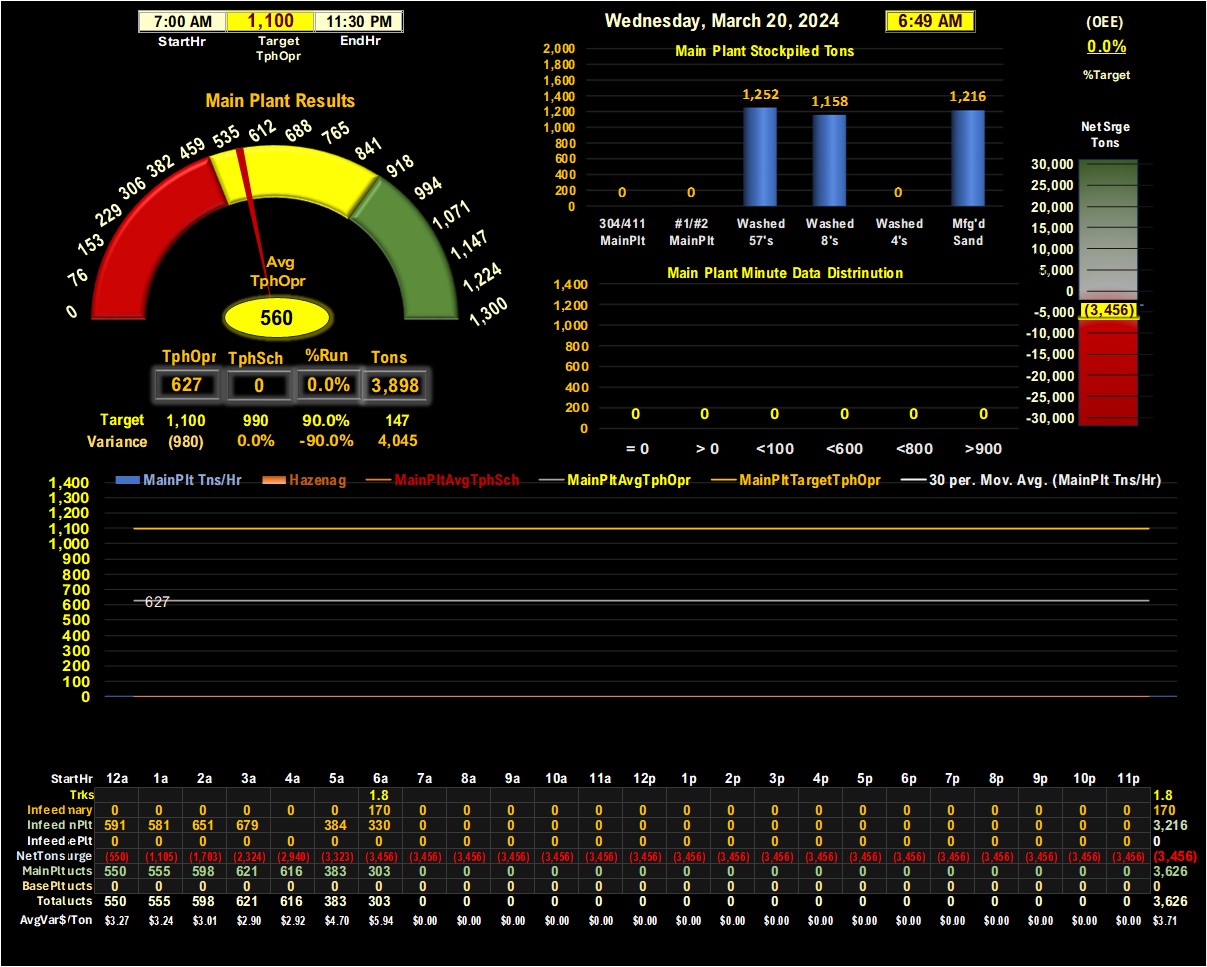 7:00 AM 1,100 11:30 PM
StartHr Target TphOpr EndHr
Wednesday, March 20, 2024 6:49 AM
(OEE)
0.0%
%Target
Main Plant Results
0 76 153 229 306 382 459 535 612 688 765 841 918 994 1,071 1,147 1,224 1,300
Avg
TphOpr
560
TphOpr TphSch %Run Tons
627 0 0.0% 3,898
Target 1,100 990 90.0% 147
Variance (980) 0.0% -90.0% 4,045
Main Plant Stockpiled Tons
2,000
1,800
1,600
1,400
1,200
1,000
800
600
400
200
0
0 0 1,252 1,158 0 1,216
304/411 #1/#2 Washed Washed Washed Mfg'd
MainPlt MainPlt 57's 8's 4's Sand
Main Plant Minute Data Distrinution
1,400
1,200
1,000
800
600
400
200
0
0 0 0 0 0 0
= 0 > 0 <100 <600 <800 >900
Net Srge
Tons
30,000
25,000
20,000
15,000
10,000
5,000
0
-5,000 (3,456)
-10,000
-15,000
-20,000
-25,000
-30,000
MainPlt Tns/Hr Hazenag MainPltAvgTphSch MainPltAvgTphOpr MainPltTargetTphOpr 30 per. Mov. Avg. (MainPlt Tns/Hr)
1,400
1,300
1,200
1,100
1,000
900
800
700
600
500
400
300
200
100
0
627
StartHr 12a 1a 2a 3a 4a 5a 6a 7a 8a 9a 10a 11a 12p 1p 2p 3p 4p 5p 6p 7p 8p 9p 10p 11p
Trks 1.8 1.8
Infeed nary 0 0 0 0 0 0 170 0 0 0 0 0 0 0 0 0 0 0 0 0 0 0 0 0 170
Infeed nPlt 591 581 651 679 384 330 0 0 0 0 0 0 0 0 0 0 0 0 0 0 0 0 0 3,216
Infeed ePlt 0 0 0 0 0 0 0 0 0 0 0 0 0 0 0 0 0 0 0 0 0 0 0 0 0
NetTons urge (550) (1,105) (1,703) (2,324) (2,940) (3,323) (3,456) (3,456) (3,456) (3,456) (3,456) (3,456) (3,456) (3,456) (3,456) (3,456) (3,456) (3,456) (3,456) (3,456) (3,456) (3,456) (3,456) (3,456) (3,456)
MainPlt ucts 550 555 598 621 616 383 303 0 0 0 0 0 0 0 0 0 0 0 0 0 0 0 0 0 3,626
BasePlt ucts 0 0 0 0 0 0 0 0 0 0 0 0 0 0 0 0 0 0 0 0 0 0 0 0 0
Total ucts 550 555 598 621 616 383 303 0 0 0 0 0 0 0 0 0 0 0 0 0 0 0 0 0 3,626
AvgVar$/Ton $3.27 $3.24 $3.01 $2.90 $2.92 $4.70 $5.94 $0.00 $0.00 $0.00 $0.00 $0.00 $0.00 $0.00 $0.00 $0.00 $0.00 $0.00 $0.00 $0.00 $0.00 $0.00 $0.00 $0.00 $3.71